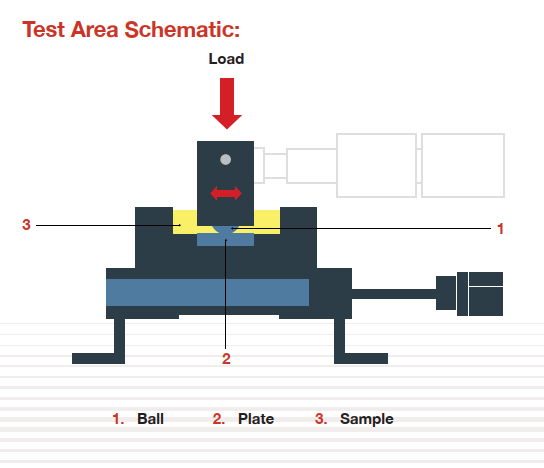 Test Area Schematic:
Load
3
1
2
1. Ball 2. Plate 3. Sample